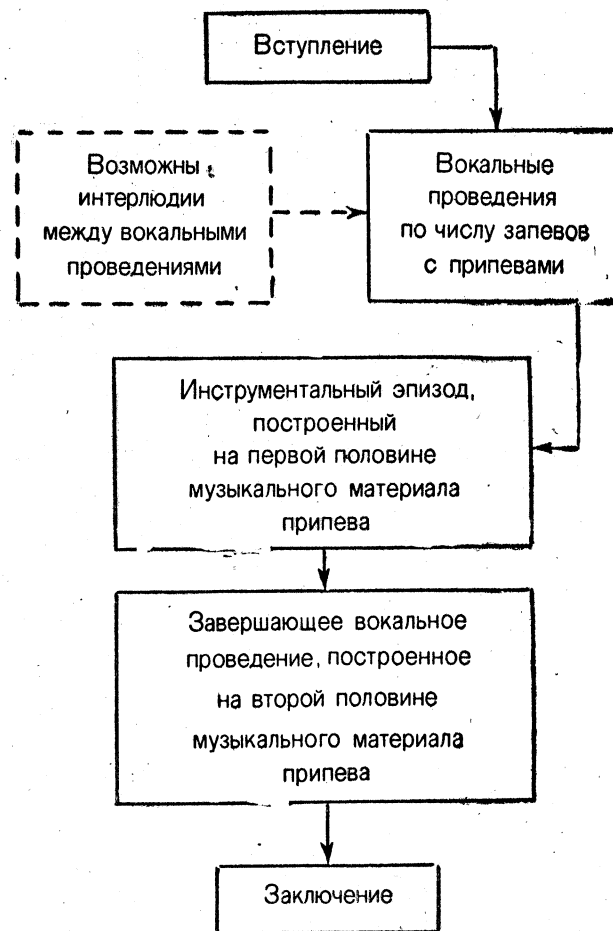 Вступление
Возможны
интерлюдии
между вокальными
проведениями
Вокальные
проведения
по числу запевов
с припевами
Инструментальный эпизод,
построенный
на первой половине
музыкального материала
припева
Завершающее вокальное
проведение, построенное
на второй половине
музыкального материала
припева
Заключение